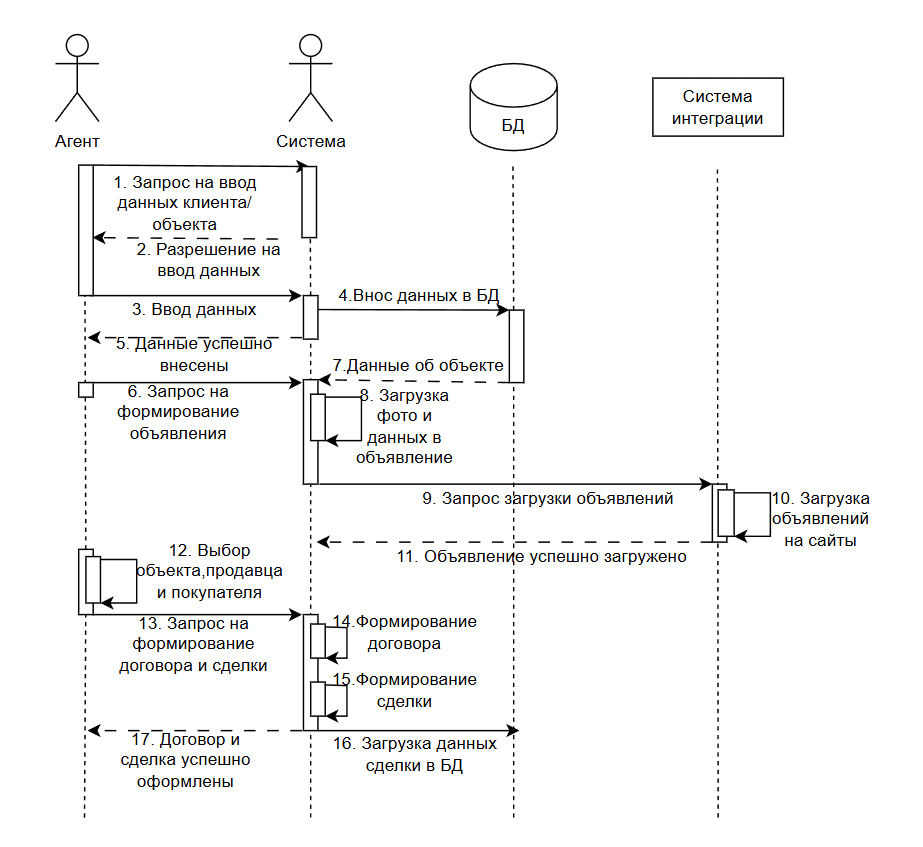 Агент
Система
БД
Система
интеграции
1. Запрос на ввод
данных клиента/
объекта
2. Разрешение на
ввод данных
3. Ввод данных
4.Внос данных в БД
5. Данные успешно
внесены
7.Данные об объекте
6. Запрос на
формирование
объявления
8. Загрузка
фото и
данных в
объявление
9. Запрос загрузки объявлений
10. Загрузка
объявлений
на сайты
11. Объявление успешно загружено
12. Выбор
объекта,продавца
и покупателя
13. Запрос на
формирование
договора и сделки
14.Формирование
договора
15.Формирование
сделки
16. Загрузка данных
сделки в БД
17. Договор и
сделка успешно
оформлены